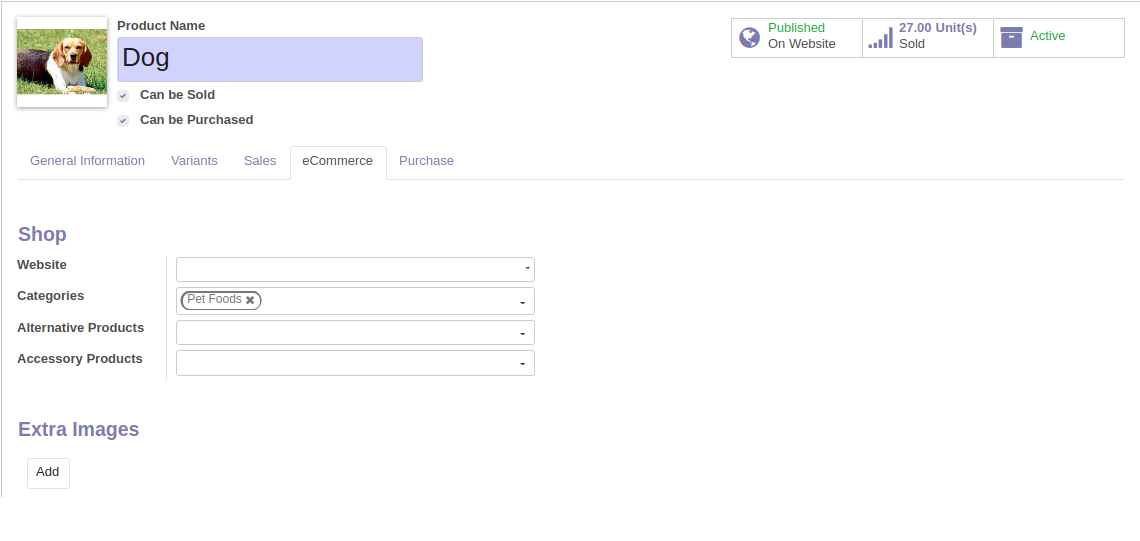 Product Name
Dog
Can be Sold
Can be Purchased
Published
On Website
27.00 Unit(s)
Sold
Active
General Information
Variants
Sales
eCommerce
Purchase
Shop
Website
Categories
Pet Foods
Alternative Products
Accessory Products
Extra Images
Add